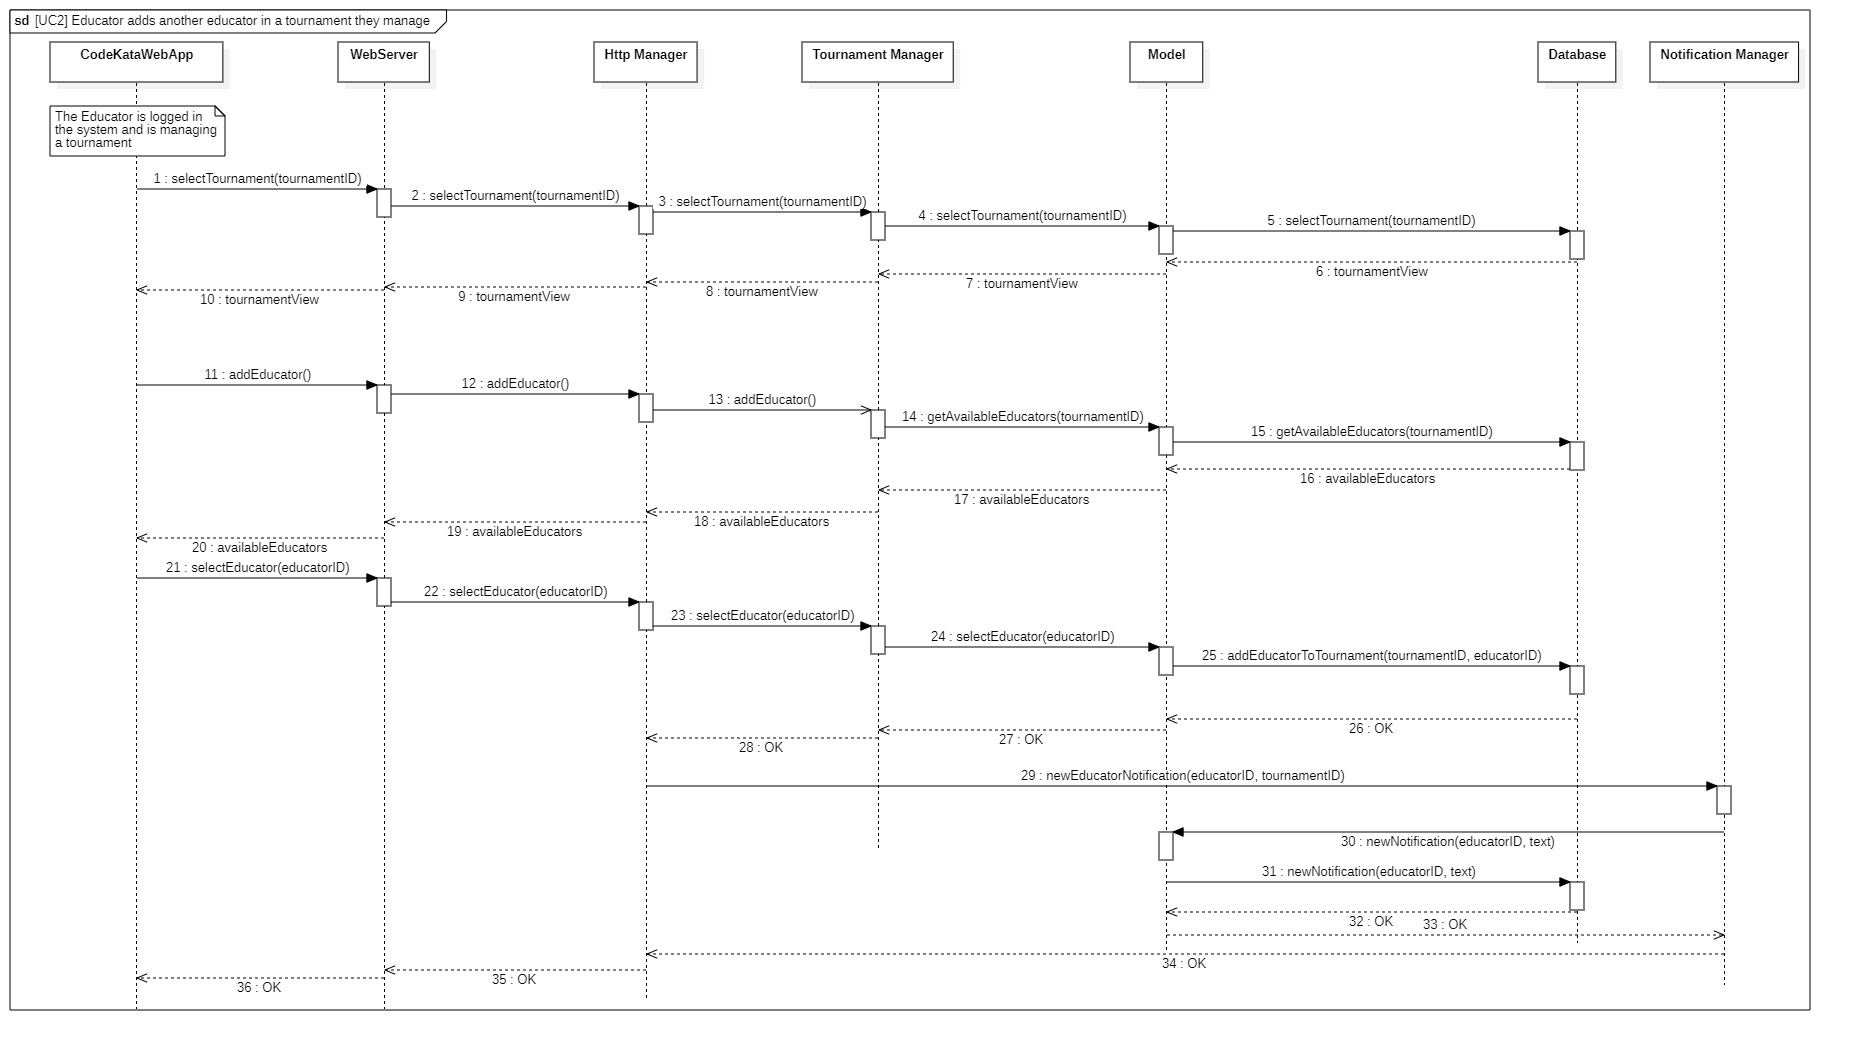 sd [UC2] Educator adds another educator in a tournament they manage
CodeKataWebApp
WebServer
Http Manager
Tournament Manager
Model
Database
Notification Manager
The Educator is logged in
the system and is managing
a tournament
1 : selectTournament(tournamentID)
2 : selectTournament(tournamentID)
3 : selectTournament(tournamentID)
4 : selectTournament(tournamentID)
5 : selectTournament(tournamentID)
6 : tournamentView
7 : tournamentView
8 : tournamentView
9 : tournamentView
10 : tournamentView
11 : addEducator()
12 : addEducator()
13 : addEducator()
14 : getAvailableEducators(tournamentID)
15 : getAvailableEducators(tournamentID)
16 : availableEducators
17 : availableEducators
18 : availableEducators
19 : availableEducators
20 : availableEducators
21 : selectEducator(educatorID)
22 : selectEducator(educatorID)
23 : selectEducator(educatorID)
24 : selectEducator(educatorID)
25 : addEducatorToTournament(tournamentID, educatorID)
26 : OK
27 : OK
28 : OK
29 : newEducatorNotification(educatorID, tournamentID)
30 : newNotification(educatorID, text)
31 : newNotification(educatorID, text)
32 : OK
33 : OK
34 : OK
35 : OK
36 : OK